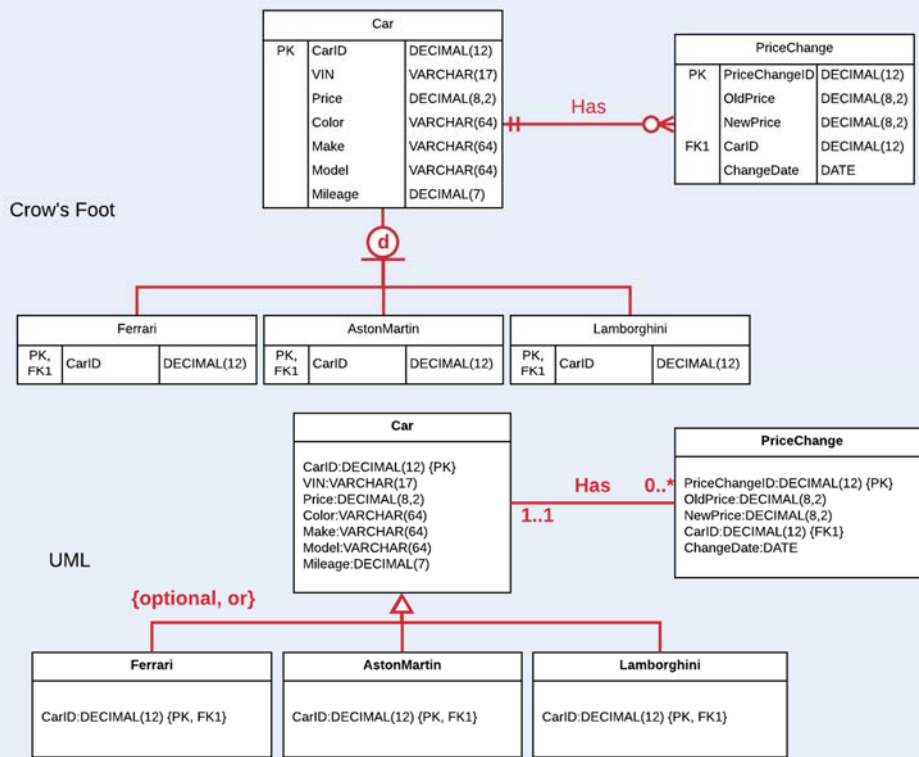 Car
PK CarID DECIMAL(12)
VIN VARCHAR(17)
Price DECIMAL(8,2)
Color VARCHAR(64)
Make VARCHAR(64)
Model VARCHAR(64)
Mileage DECIMAL(7)
Has
PriceChange
PK PriceChangeID DECIMAL(12)
OldPrice DECIMAL(8,2)
NewPrice DECIMAL(8,2)
FK1 CarID DECIMAL(12)
ChangeDate DATE
Crow's Foot
d
Ferrari
PK,
FK1 CarID DECIMAL(12)
AstonMartin
PK,
FK1 CarID DECIMAL(12)
Lamborghini
PK,
FK1 CarID DECIMAL(12)
Car
CarID:DECIMAL(12) {PK}
VIN:VARCHAR(17)
Price:DECIMAL(8,2)
Color:VARCHAR(64)
Make:VARCHAR(64)
Model:VARCHAR(64)
Mileage:DECIMAL(7)
Has 0..*
1..1
PriceChange
PriceChangeID:DECIMAL(12) {PK}
OldPrice:DECIMAL(8,2)
NewPrice:DECIMAL(8,2)
CarID:DECIMAL(12) {FK1}
ChangeDate:DATE
UML
{optional, or}
Ferrari
CarID:DECIMAL(12) {PK, FK1}
AstonMartin
CarID:DECIMAL(12) {PK, FK1}
Lamborghini
CarID:DECIMAL(12) {PK, FK1}